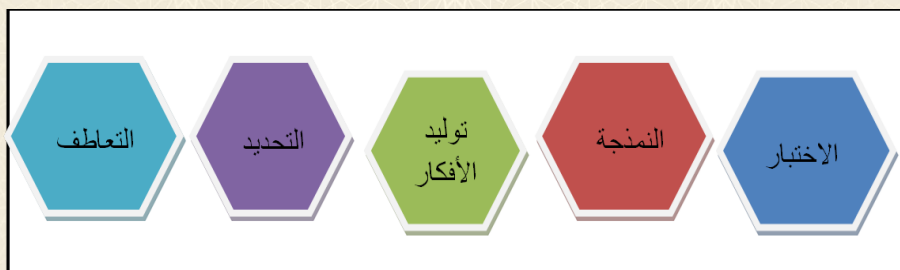 التعاطف
التحديد
توليد
الأفكار
النمذجة
الاختبار